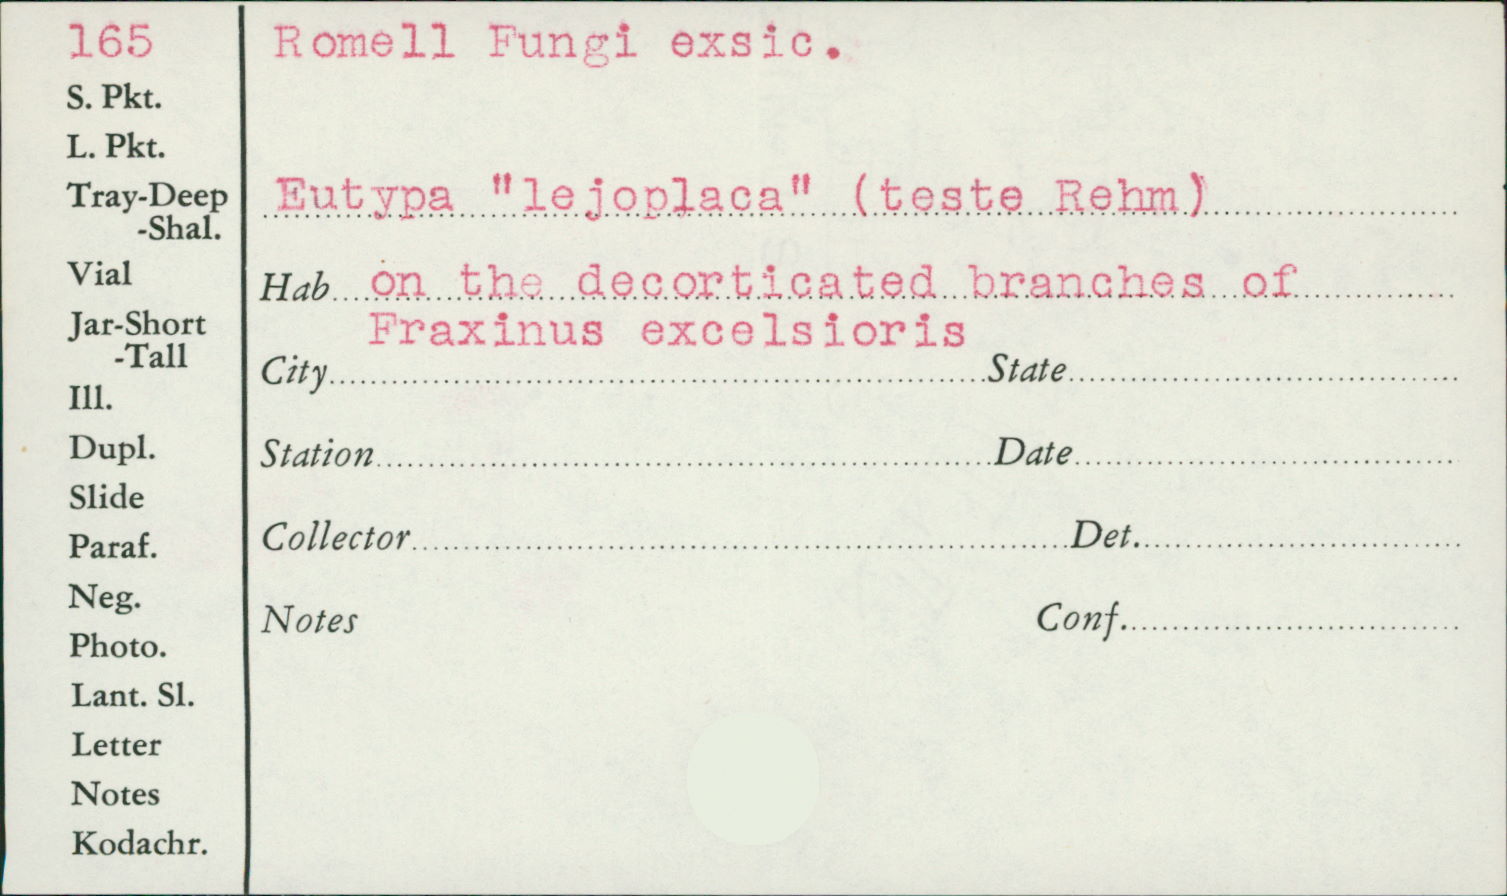 165
S. Pkt.
L. Pkt.
Tray-Deep
-Shal.
Vial
Jar-Short
-Tall
Ill.
Dupl.
Slide
Paraf.
Neg.
Photo.
Lant. Sl.
Letter
Notes
Kodachr.
Romell Fungi exsic.
Eutypa "lejoplaca" (teste Rehm)
Hab on the decorticated branches of
Fraxinus excelsioris
City State
Station Date
Collector Det.
Notes Conf.